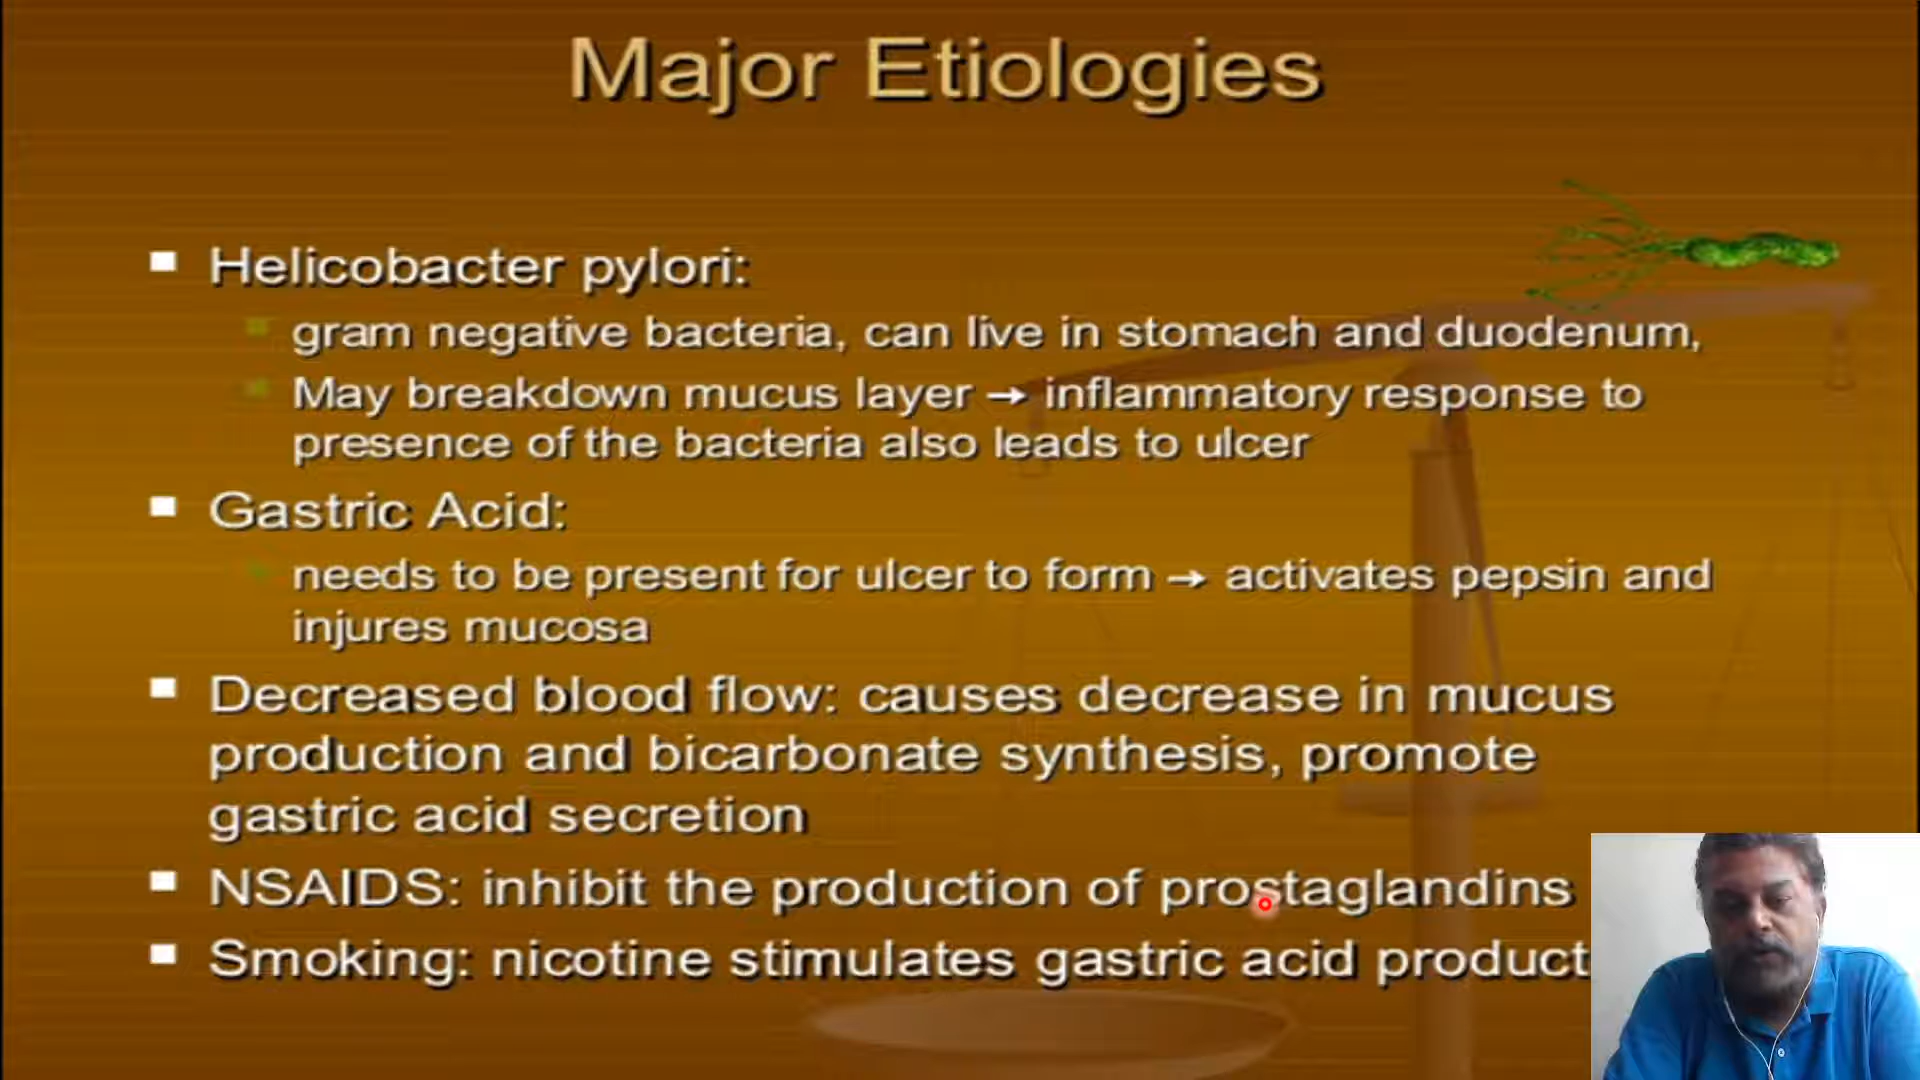 Major Etiologies
Helicobacter pylori:
gram negative bacteria, can live in stomach and duodenum,
May breakdown mucus layer → inflammatory response to
presence of the bacteria also leads to ulcer
Gastric Acid:
needs to be present for ulcer to form → activates pepsin and
injures mucosa
Decreased blood flow: causes decrease in mucus
production and bicarbonate synthesis, promote
gastric acid secretion
NSAIDS: inhibit the production of prostaglandins
Smoking: nicotine stimulates gastric acid product